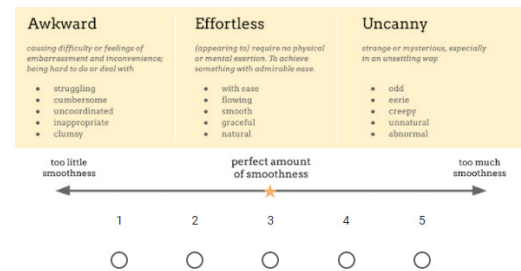 Awkward
causing difficulty or feelings of
embarrassment and inconvenience;
being hard to do or deal with
struggling
cumbersome
uncoordinated
inappropriate
clumsy
Effortless
(appearing to) require no physical
or mental exertion. To achieve
something with admirable ease.
with ease
flowing
smooth
graceful
natural
Uncanny
strange or mysterious, especially
in an unsettling way.
odd
eerie
creepy
unnatural
abnormal
too little
smoothness
perfect amount
of smoothness
too much
smoothness
1 2 3 4 5